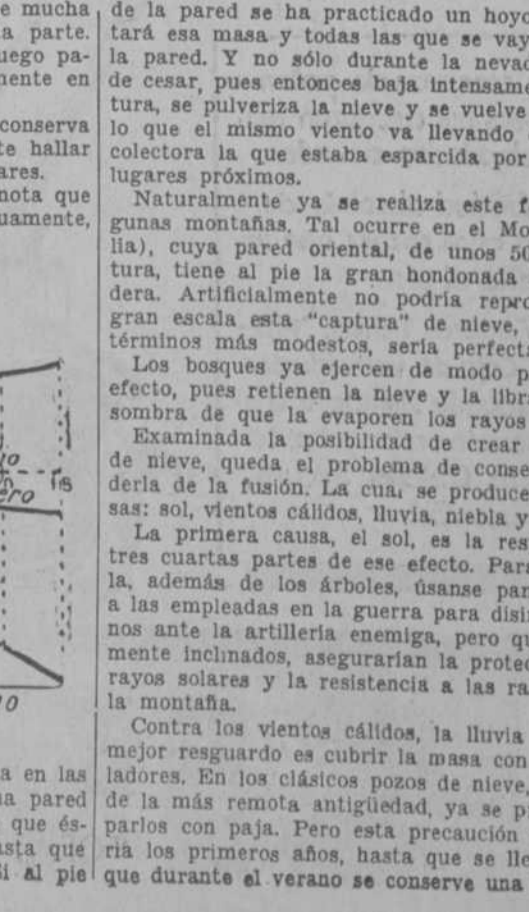 e mucha
a parte.
uego pa-
mente en
conserva
te hallar
ares.
nota que
uamente,
10
a en las
na pared
que és-
asta que
Si al pie
de la pared se ha practicado un hoyo
tará esa masa y todas las que se vay
la pared. Y no sólo durante la nevad
de cesar, pues entonces baja intensame
tura, se pulveriza la nieve y se vuelve
lo que el mismo viento va llevando
colectora la que estaba esparcida por
lugares próximos.
Naturalmente ya se realiza este f
gunas montañas. Tal ocurre en el Mo
lia), cuya pared oriental, de unos 50
tura, tiene al pie la gran hondonada
dera. Artificialmente no podría repro
gran escala esta "captura" de nieve,
términos más modestos, sería perfecta
Los bosques ya ejercen de modo p
efecto, pues retienen la nieve y la libr
sombra de que la evaporen los rayos
Examinada la posibilidad de crear
de nieve, queda el problema de conse
derla de la fusión. La cual se produce
sas: sol, vientos cálidos, lluvia, niebla y
La primera causa, el sol, es la res
tres cuartas partes de ese efecto. Para
la, además de los árboles, úsanse par
a las empleadas en la guerra para disi
nos ante la artillería enemiga, pero qu
mente inclinados, asegurarían la protec
rayos solares y la resistencia a las ra
la montaña.
Contra los vientos cálidos, la lluvia
mejor resguardo es cubrir la masa con
ladores. En los clásicos pozos de nieve,
de la más remota antigüedad, ya se p
parlos con paja. Pero esta precaución
ría los primeros años, hasta que se lle
que durante el verano se conserve una